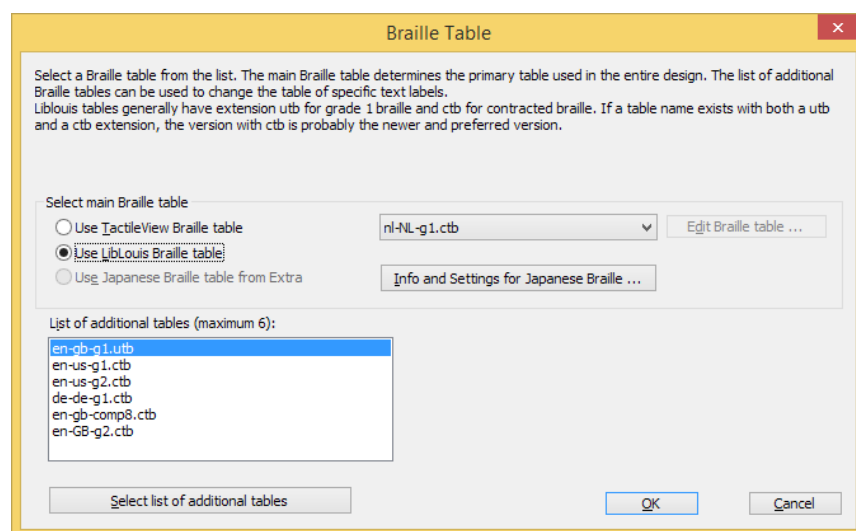 Braille Table
x
Select a Braille table from the list. The main Braille table determines the primary table used in the entire design. The list of additional
Braille tables can be used to change the table of specific text labels.
Liblouis tables generally have extension utb for grade 1 braille and ctb for contracted braille. If a table name exists with both a utb
and a ctb extension, the version with ctb is probably the newer and preferred version.
Select main Braille table
Use TactileView Braille table
nl-NL-g1.ctb
Edit Braille table ...
Use LibLouis Braille table
Use Japanese Braille table from Extra
Info and Settings for Japanese Braille ...
List of additional tables (maximum 6):
en-gb-g1.utb
en-us-g1.ctb
en-us-g2.ctb
de-de-g1.ctb
en-gb-comp8.ctb
en-GB-g2.ctb
Select list of additional tables
OK
Cancel